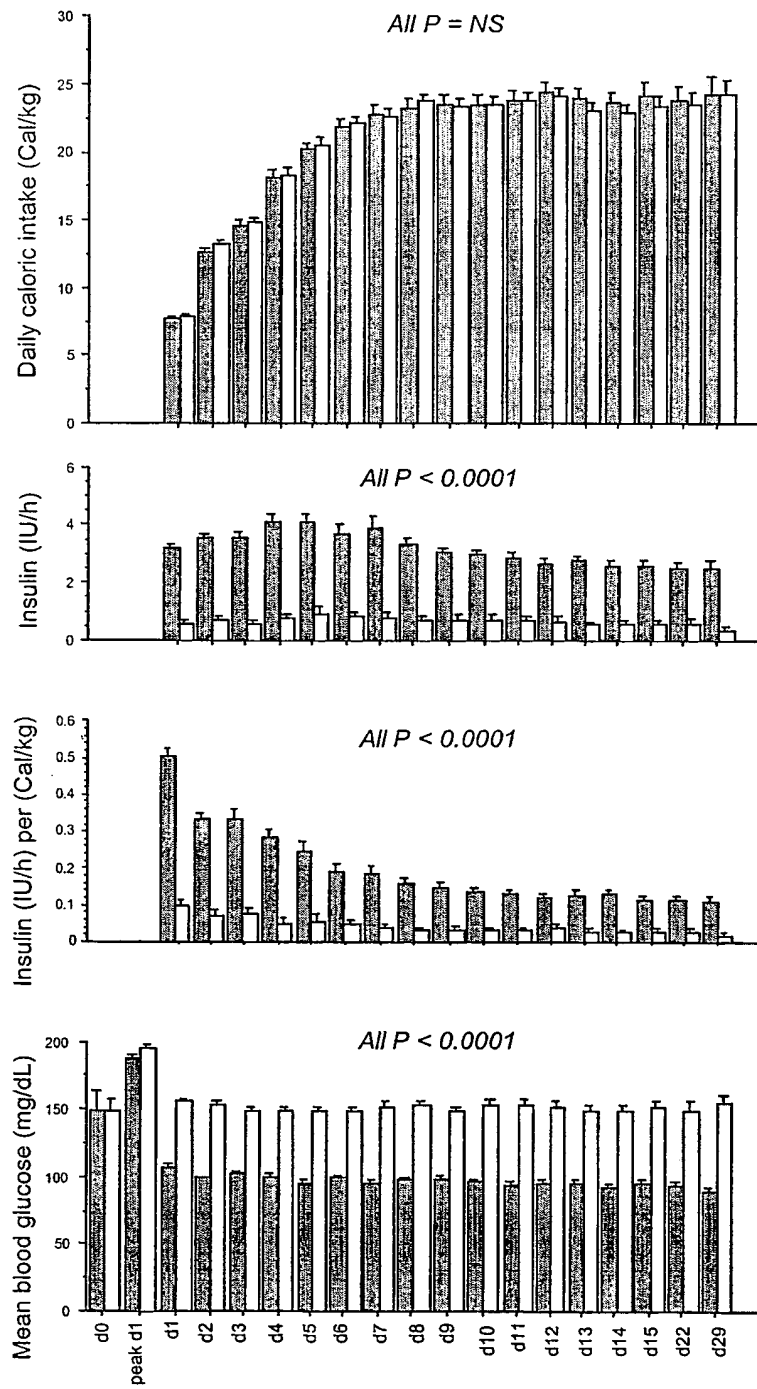 All P = NS
Daily caloric intake (Cal/kg)
30
25
20
15
10
5
0
All P < 0.0001
Insulin (IU/h)
6
4
2
0
All P < 0.0001
Insulin (IU/h) per (Cal/kg)
0.6
0.5
0.4
0.3
0.2
0.1
0
All P < 0.0001
Mean blood glucose (mg/dL)
200
150
100
50
0
d0
peak d1
d1
d2
d3
d4
d5
d6
d7
d8
d9
d10
d11
d12
d13
d14
d15
d22
d29